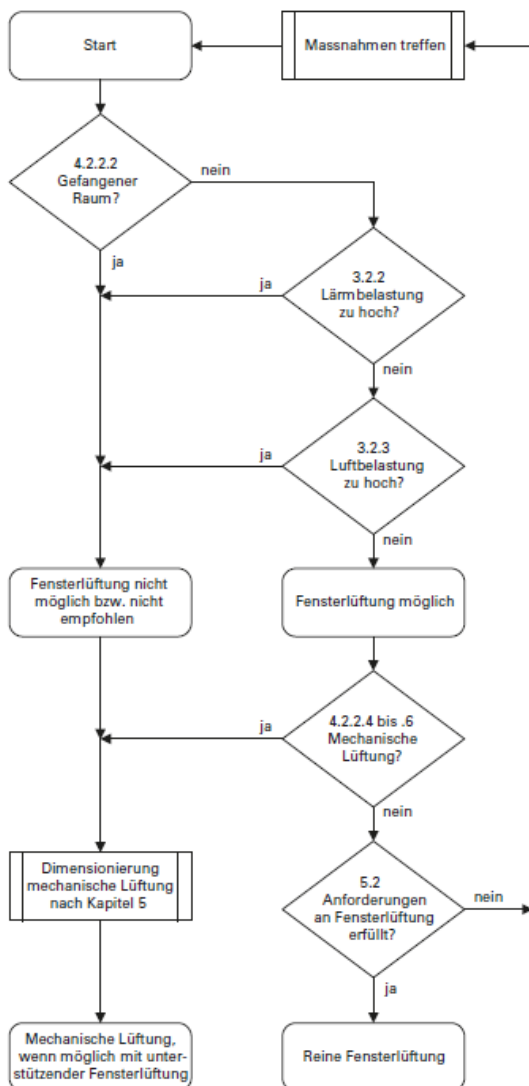 Start
Massnahmen treffen
4.2.2.2
Gefangener
Raum?
nein
ja
3.2.2
Lärmbelastung
zu hoch?
ja
nein
3.2.3
Luftbelastung
zu hoch?
ja
nein
Fensterlüftung nicht
möglich bzw. nicht
empfohlen
Fensterlüftung möglich
4.2.2.4 bis .6
Mechanische
Lüftung?
ja
nein
Dimensionierung
mechanische Lüftung
nach Kapitel 5
5.2
Anforderungen
an Fensterlüftung
erfüllt?
nein
ja
Mechanische Lüftung,
wenn möglich mit unter-
stützender Fensterlüftung
Reine Fensterlüftung